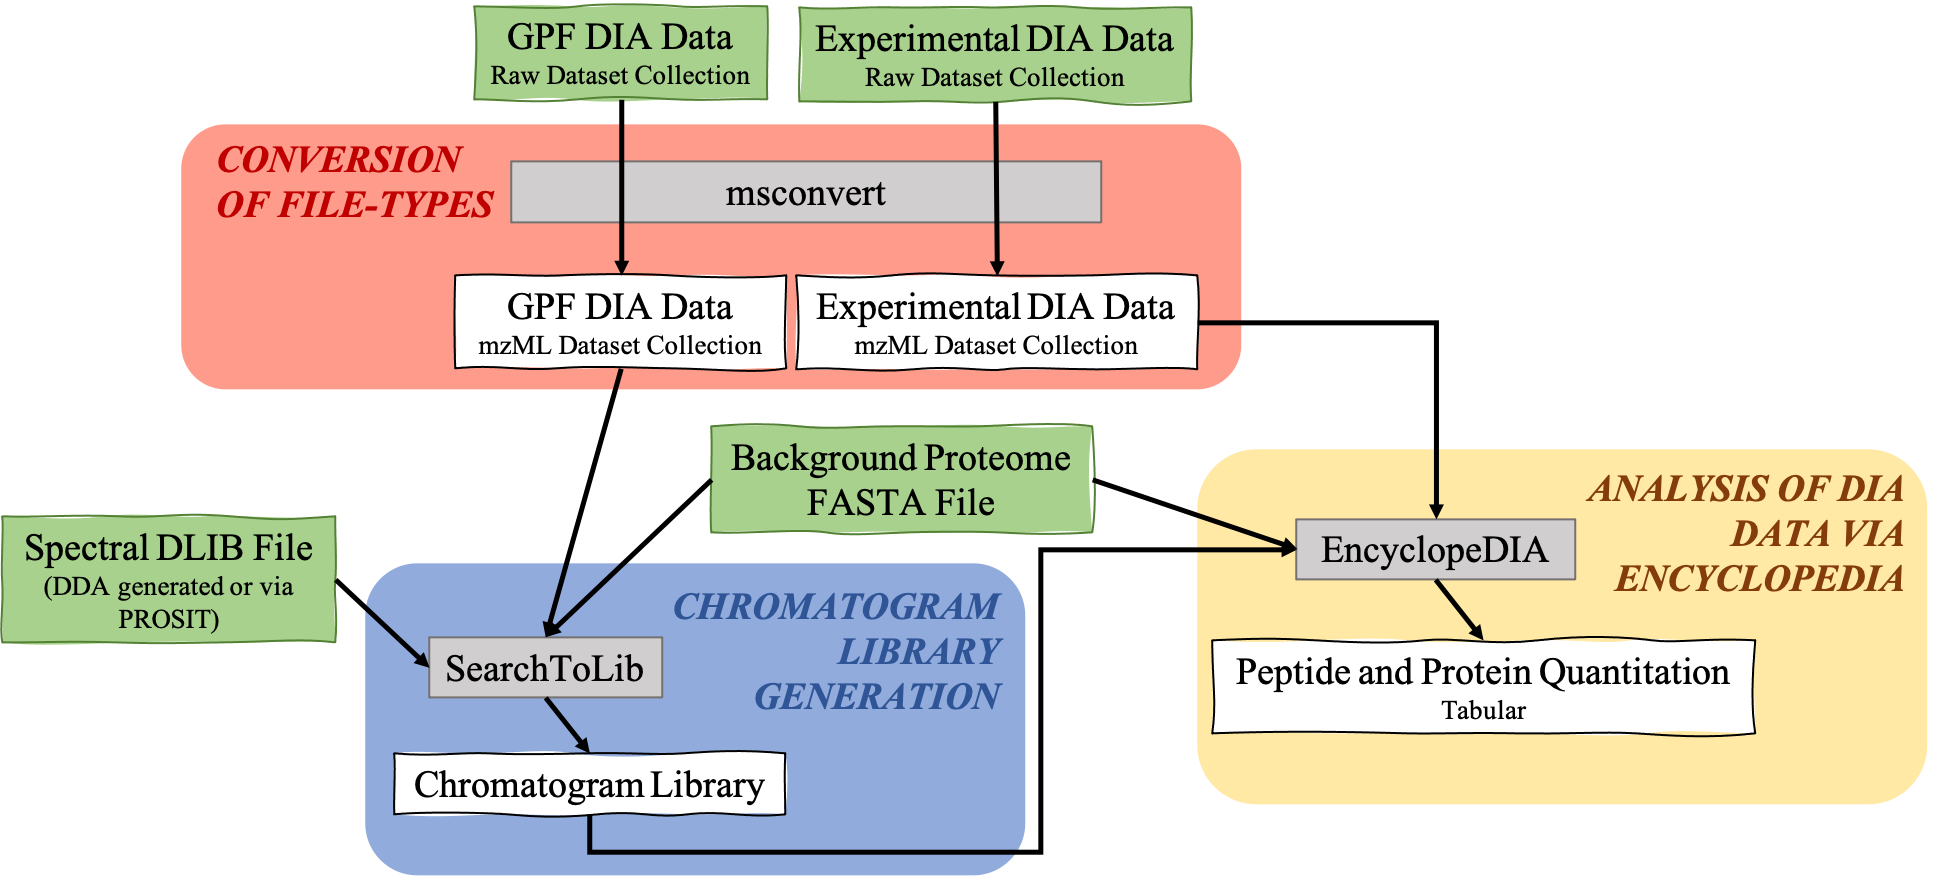 GPF DIA Data
Raw Dataset Collection
Experimental DIA Data
Raw Dataset Collection
CONVERSION
OF FILE-TYPES
msconvert
GPF DIA Data
mzML Dataset Collection
Experimental DIA Data
mzML Dataset Collection
Background Proteome
FASTA File
Spectral DLIB File
(DDA generated or via
PROSIT)
CHROMATOGRAM
LIBRARY
GENERATION
SearchToLib
Chromatogram Library
ANALYSIS OF DIA
DATA VIA
ENCYCLOPEDIA
EncyclopeDIA
Peptide and Protein Quantitation
Tabular